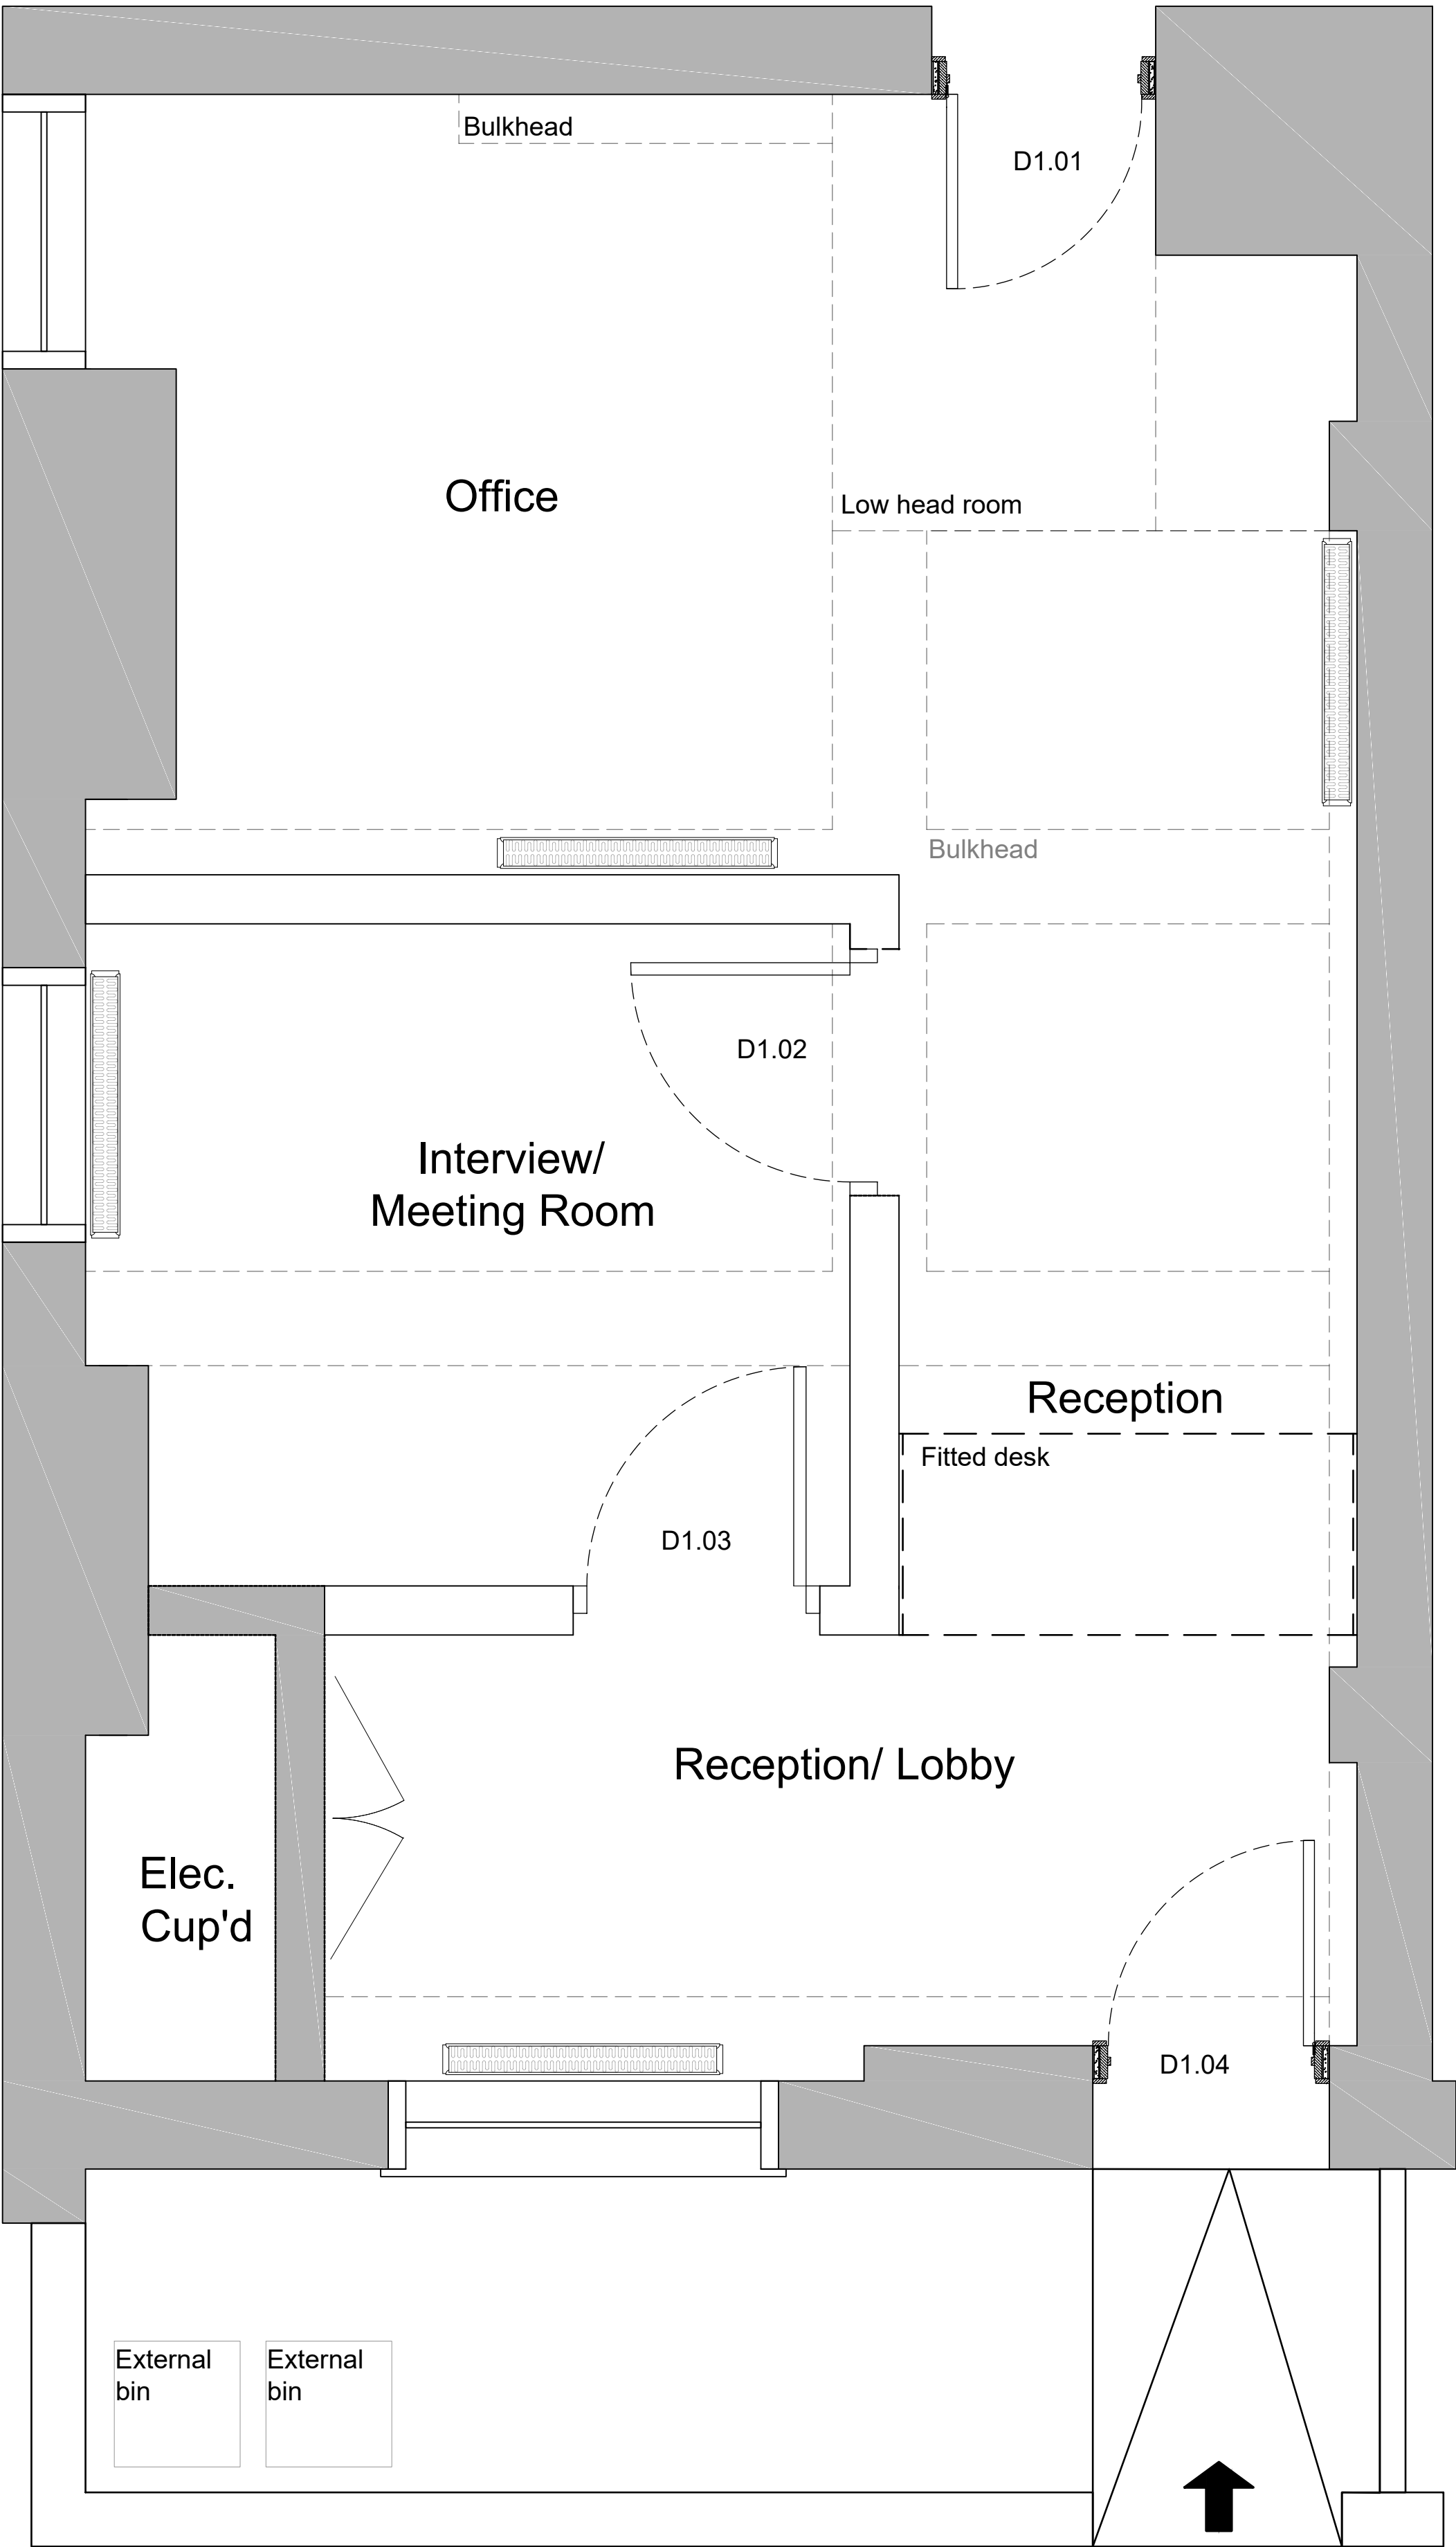 Bulkhead
D1.01
Office
Low head room
Bulkhead
D1.02
Interview/
Meeting Room
Reception
Fitted desk
D1.03
Reception/ Lobby
Elec.
Cup'd
D1.04
External
bin
External
bin